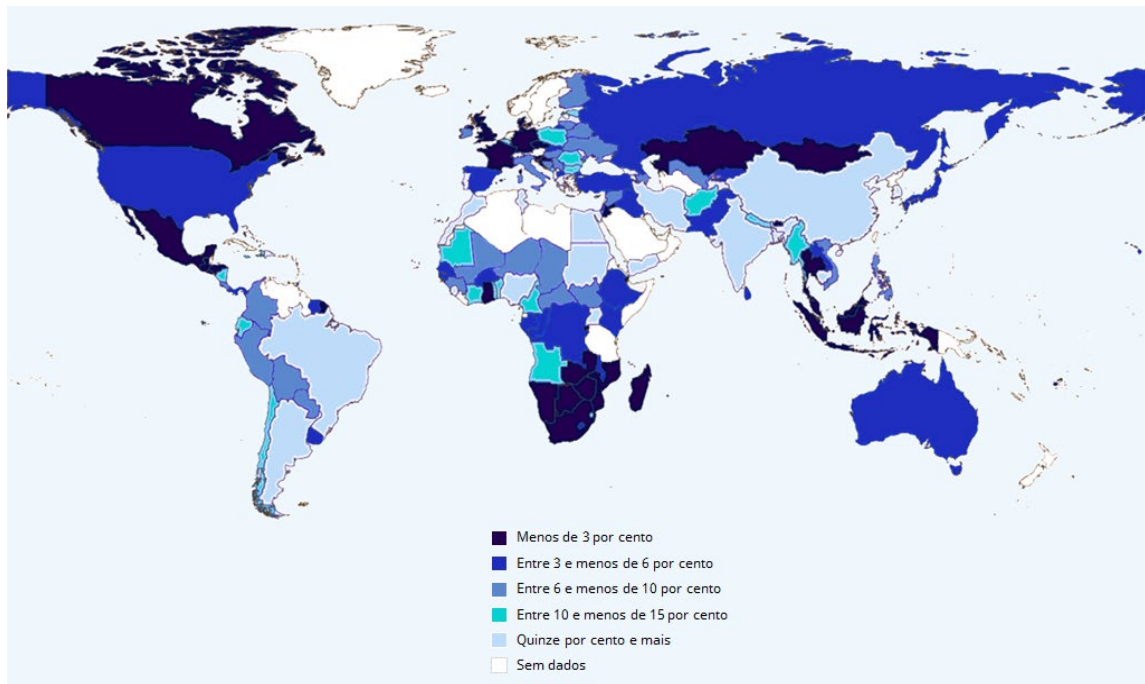 Menos de 3 por cento
Entre 3 e menos de 6 por cento
Entre 6 e menos de 10 por cento
Entre 10 e menos de 15 por cento
Quinze por cento e mais
Sem dados